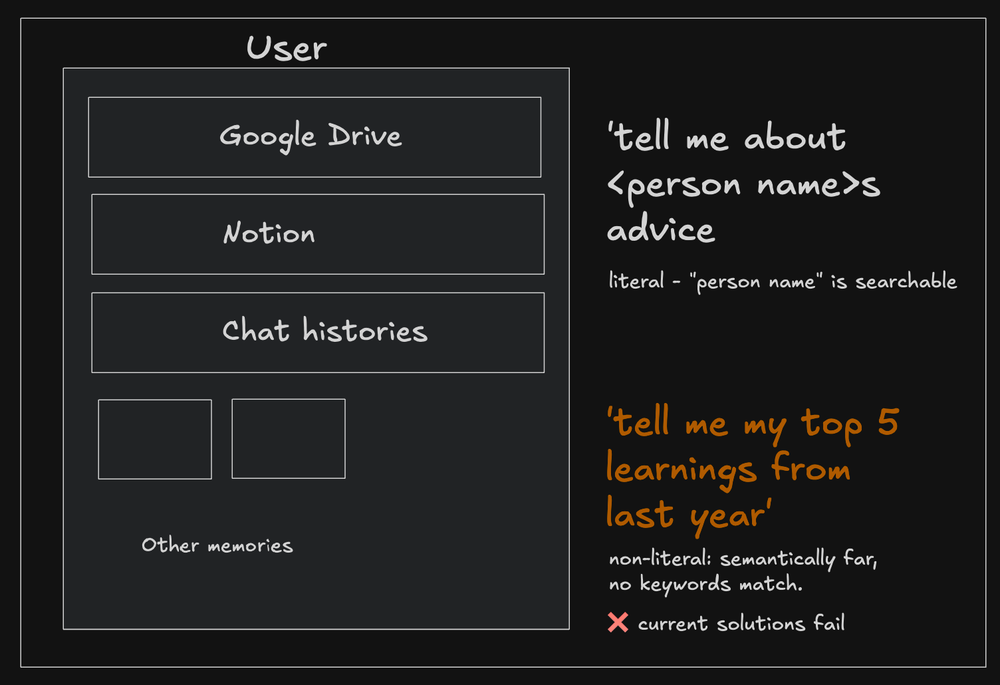 User
Google Drive
Notion
Chat histories
Other memories
'tell me about
<person name>s
advice
literal - "person name" is searchable
'tell me my top 5
learnings from
last year'
non-literal: semantically far,
no keywords match.
❌ current solutions fail